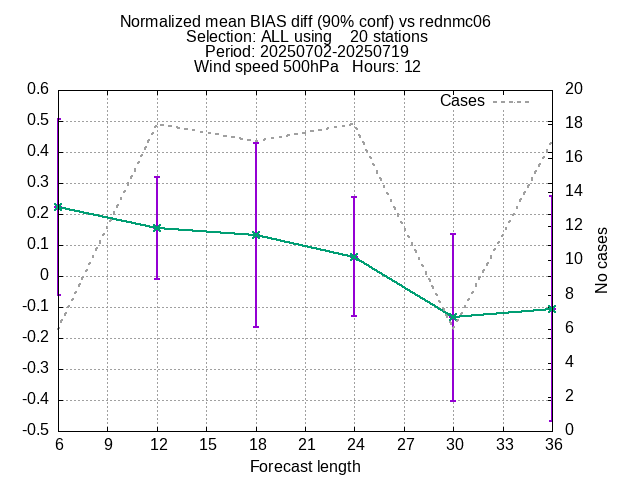 Normalized mean BIAS diff (90% conf) vs rednmc06
Selection: ALL using    20 stations
Period: 20250702-20250719
Wind speed 500hPa   Hours: 12
Cases
0.6
0.5
0.4
0.3
0.2
0.1
0
-0.1
-0.2
-0.3
-0.4
-0.5
20
18
16
14
12
10
8
6
4
2
0
No cases
6 9 12 15 18 21 24 27 30 33 36
Forecast length